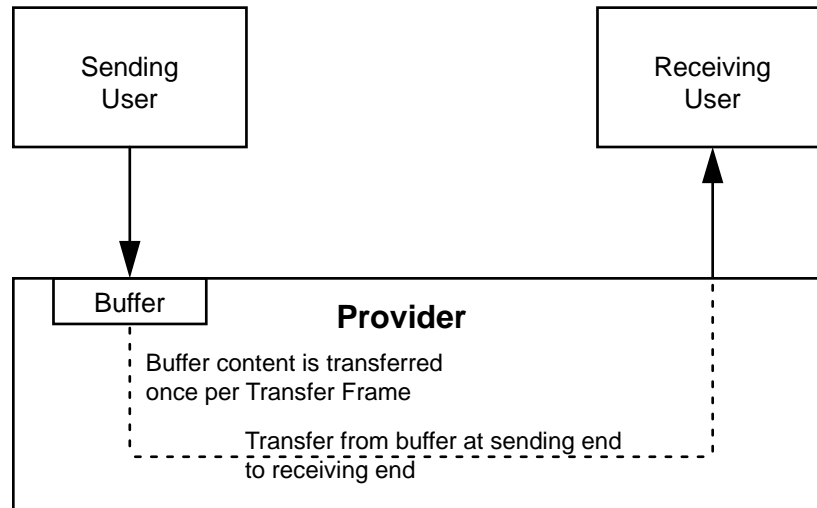 Sending
User
Receiving
User
Buffer
Provider
Buffer content is transferred
once per Transfer Frame
Transfer from buffer at sending end
to receiving end